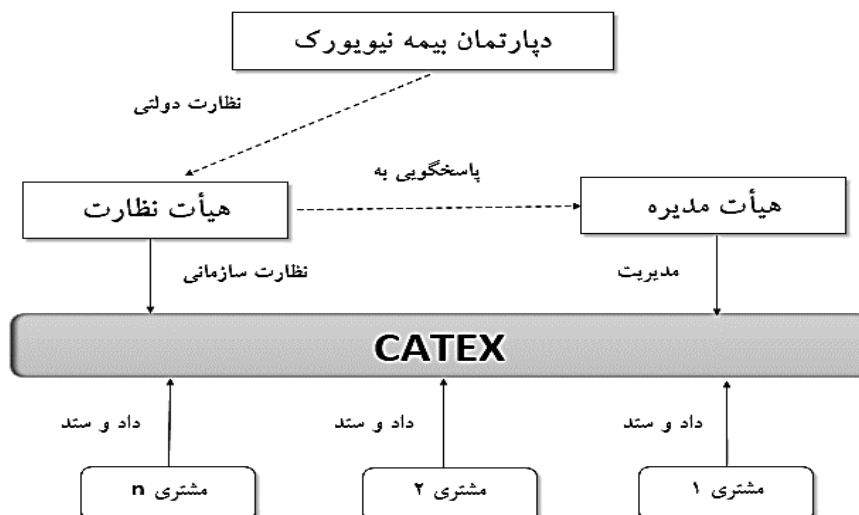 دپارتمان بیمه نیویورک
نظارت دولتی
پاسخگویی به
هیأت مدیره
هیأت نظارت
مدیریت
نظارت سازمانی
CATEX
داد و ستد
داد و ستد
داد و ستد
مشتری ۱
مشتری ۲
مشتری n